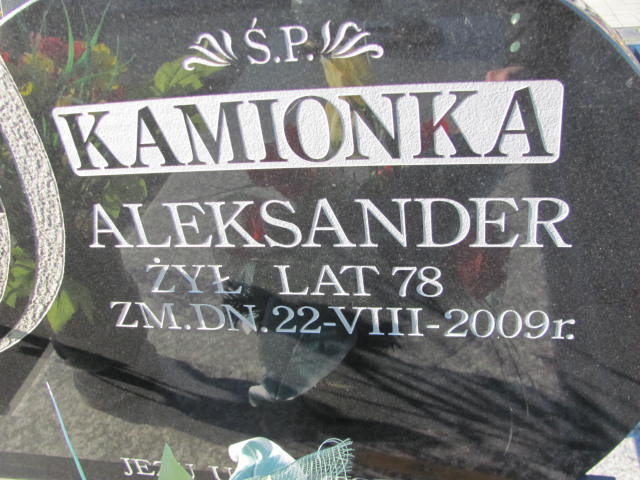 Ś.P.
KAMIONKA
ALEKSANDER
ŻYŁ LAT 78
ZM.DN.22-VIII-2009r.